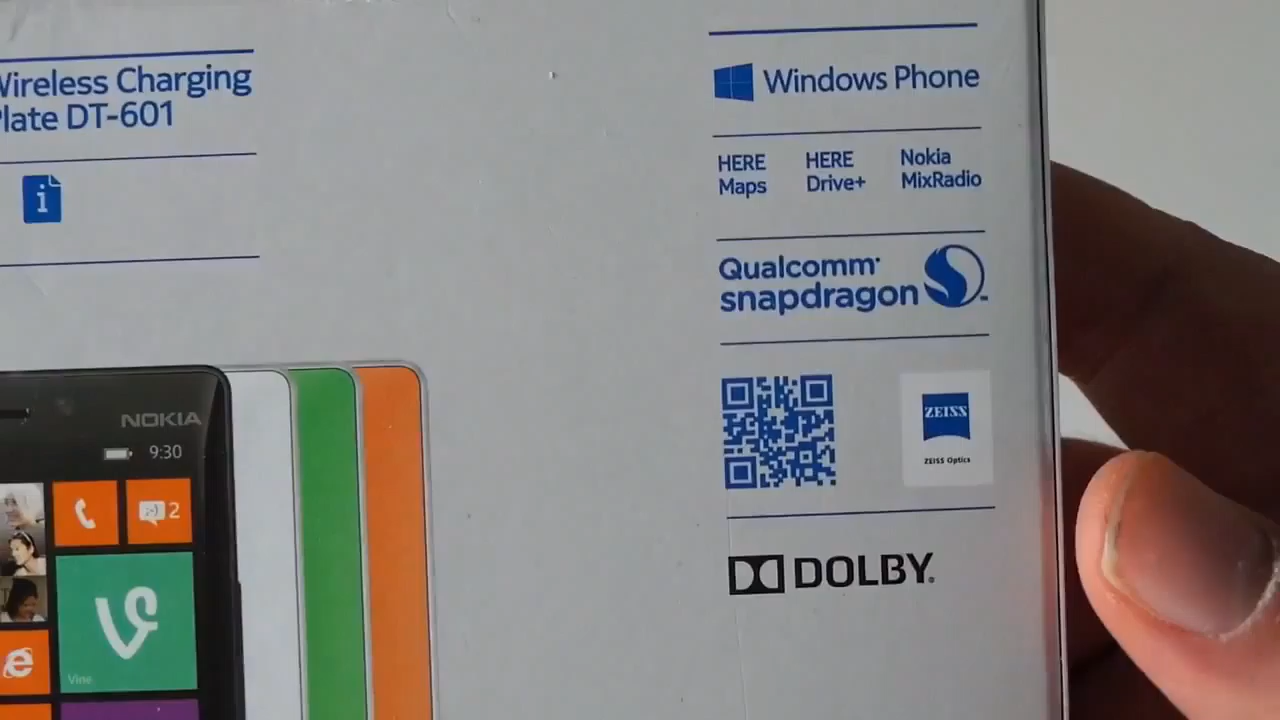 Wireless Charging
Plate DT-601
i
Windows Phone
HERE
Maps
HERE
Drive+
Nokia
MixRadio
Qualcomm
snapdragon
ZEISS
ZEISS Optics
DOLBY
NOKIA
9:30
:-) 2
Vine